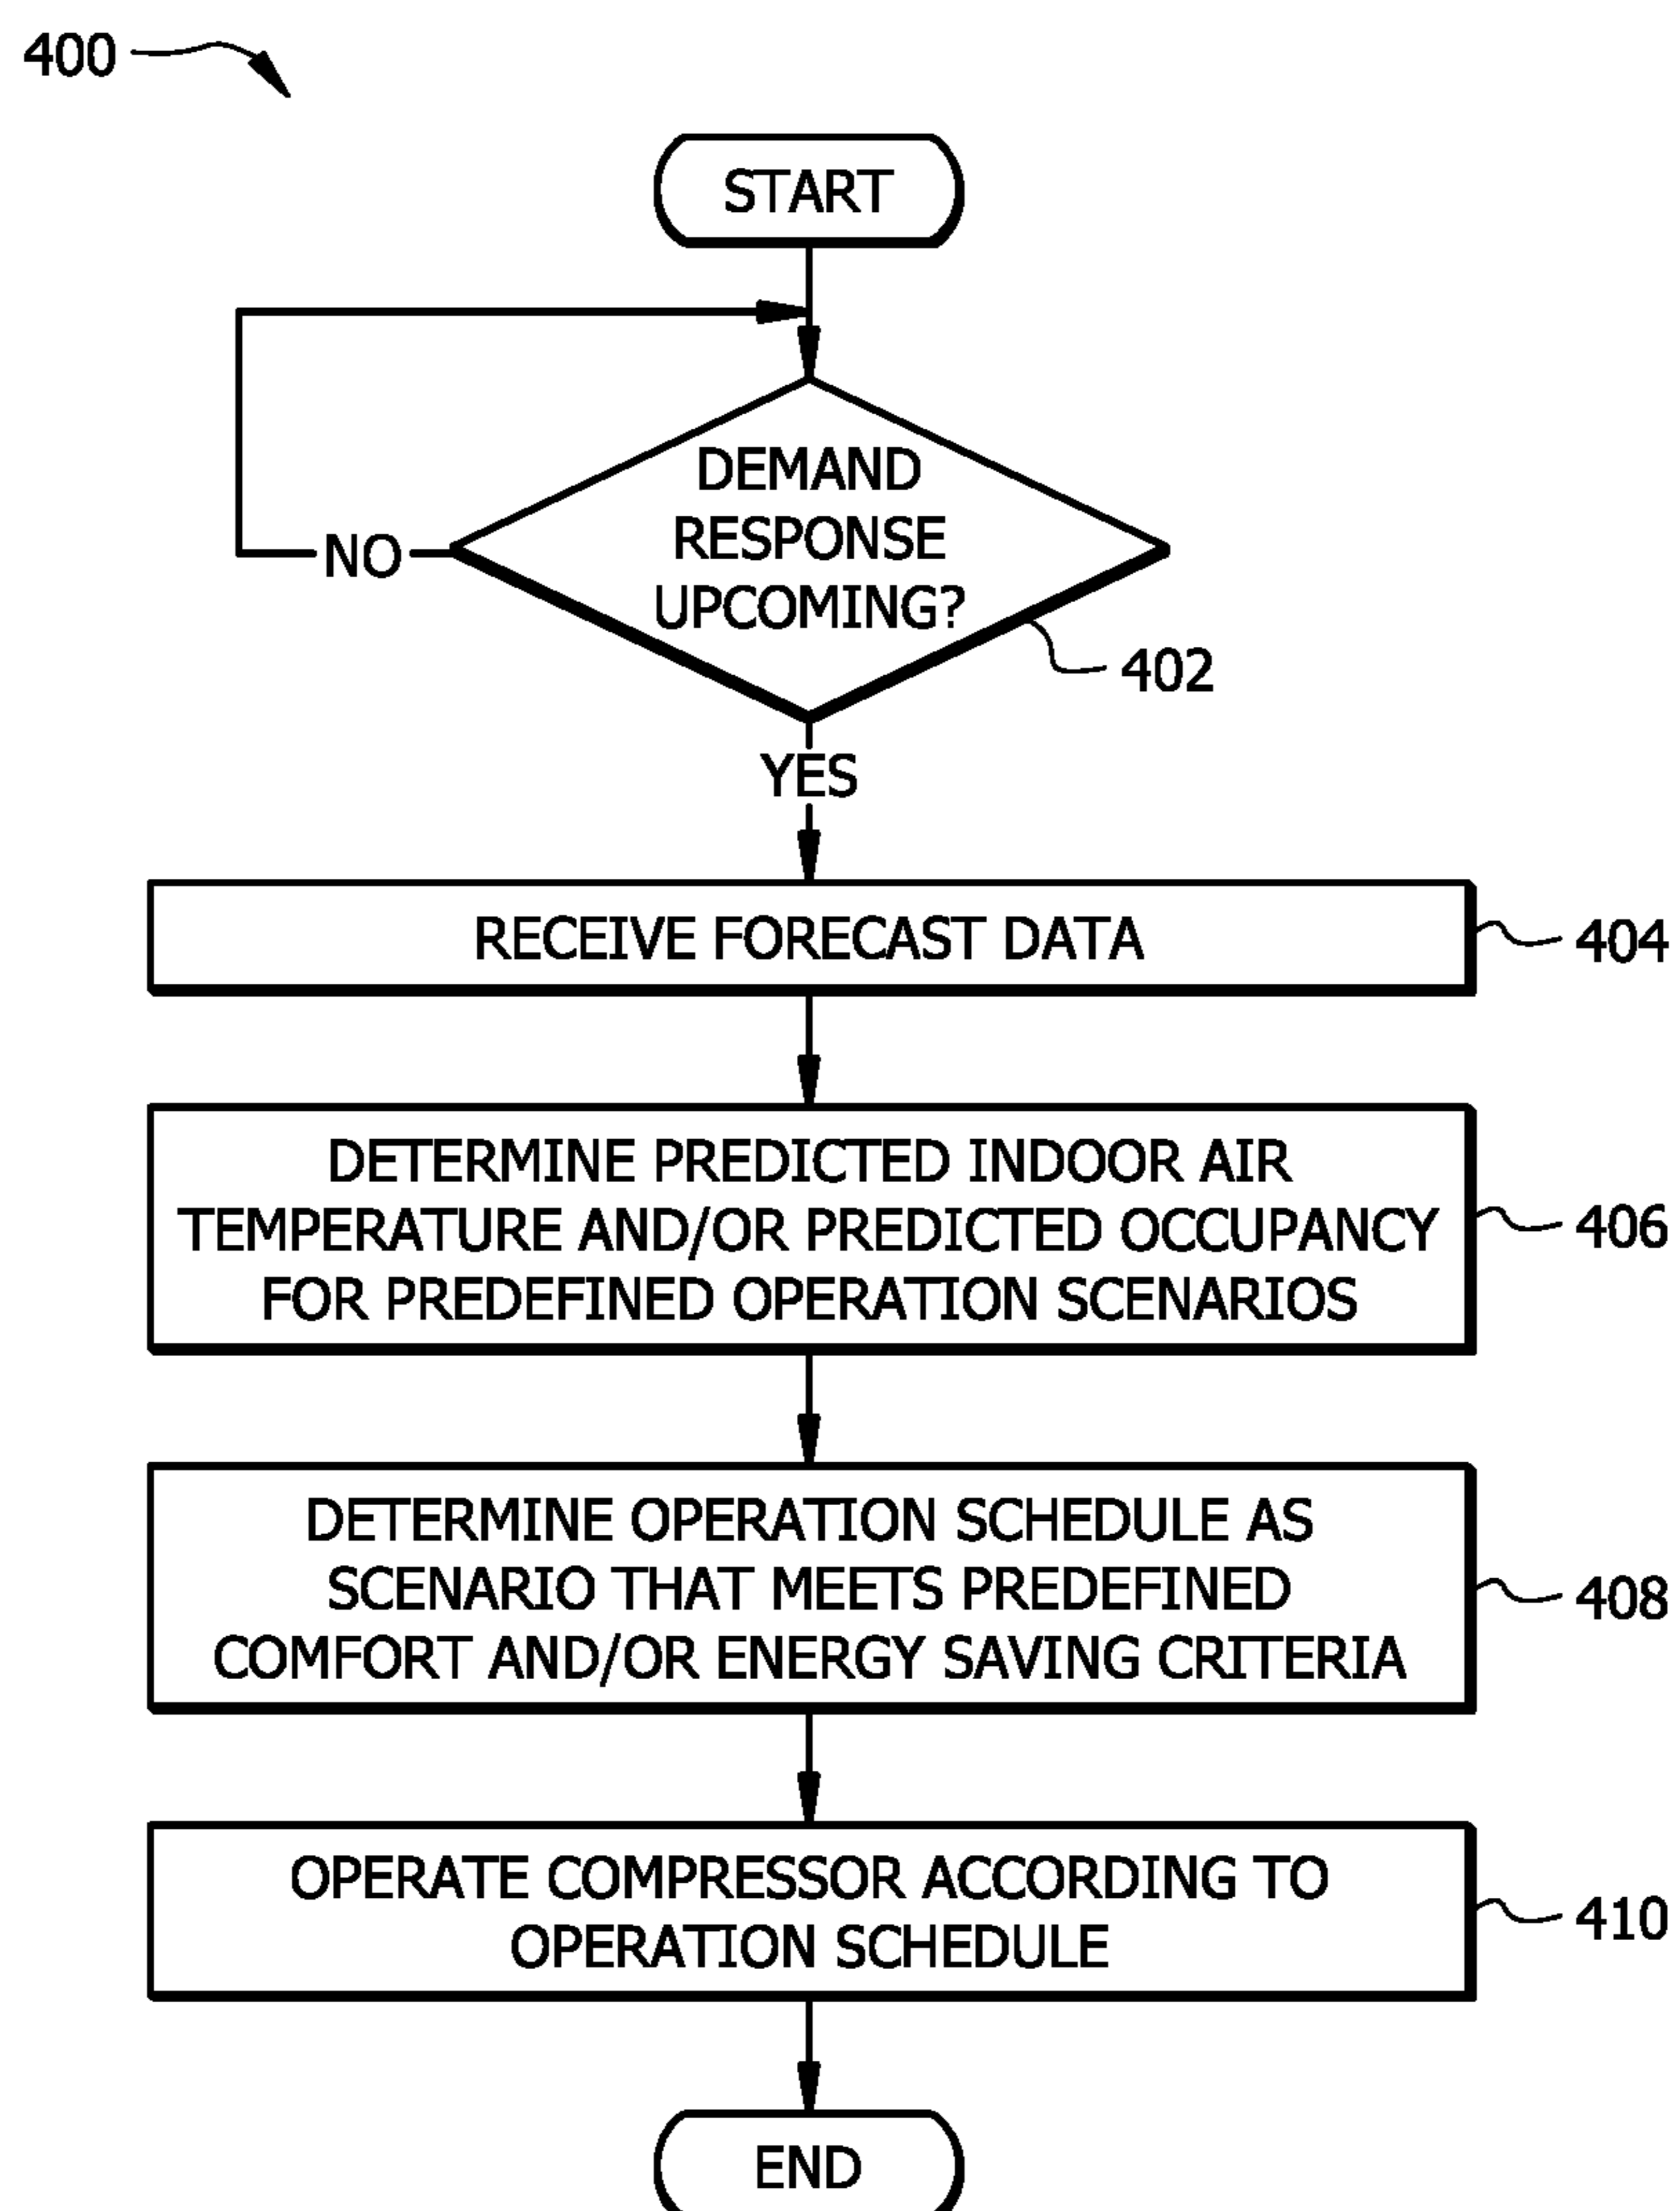 400
START
DEMAND
RESPONSE
UPCOMING?
NO
402
YES
RECEIVE FORECAST DATA
404
DETERMINE PREDICTED INDOOR AIR
TEMPERATURE AND/OR PREDICTED OCCUPANCY
FOR PREDEFINED OPERATION SCENARIOS
406
DETERMINE OPERATION SCHEDULE AS
SCENARIO THAT MEETS PREDEFINED
COMFORT AND/OR ENERGY SAVING CRITERIA
408
OPERATE COMPRESSOR ACCORDING TO
OPERATION SCHEDULE
410
END